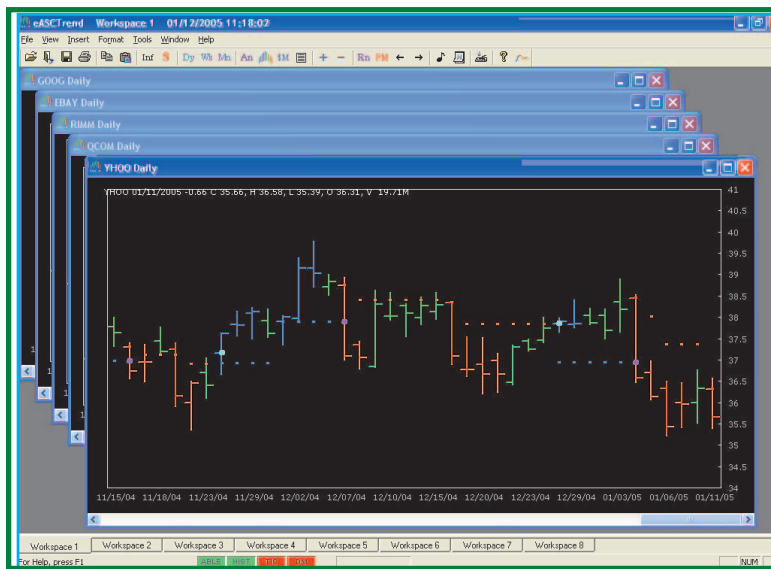 eASCTrend Workspace 1 01/12/2005 11:18:02
File View Insert Format Tools Window Help
Inf $ Dy Wk Mn An $M Rn PM
GOOG Daily
EBAY Daily
RIMM Daily
QCOM Daily
YHOO Daily
YHOO 01/11/2005 -0.66 C 35.66, H 36.58, L 35.39, O 36.31, V 19.71M
41
40.5
40
39.5
39
38.5
38
37.5
37
36.5
36
35.5
35
34.5
34
11/15/04 11/18/04 11/23/04 11/29/04 12/02/04 12/07/04 12/10/04 12/15/04 12/20/04 12/23/04 12/29/04 01/03/05 01/06/05 01/11/05
Workspace 1 Workspace 2 Workspace 3 Workspace 4 Workspace 5 Workspace 6 Workspace 7 Workspace 8
For Help, press F1 ABLE HIST NUM